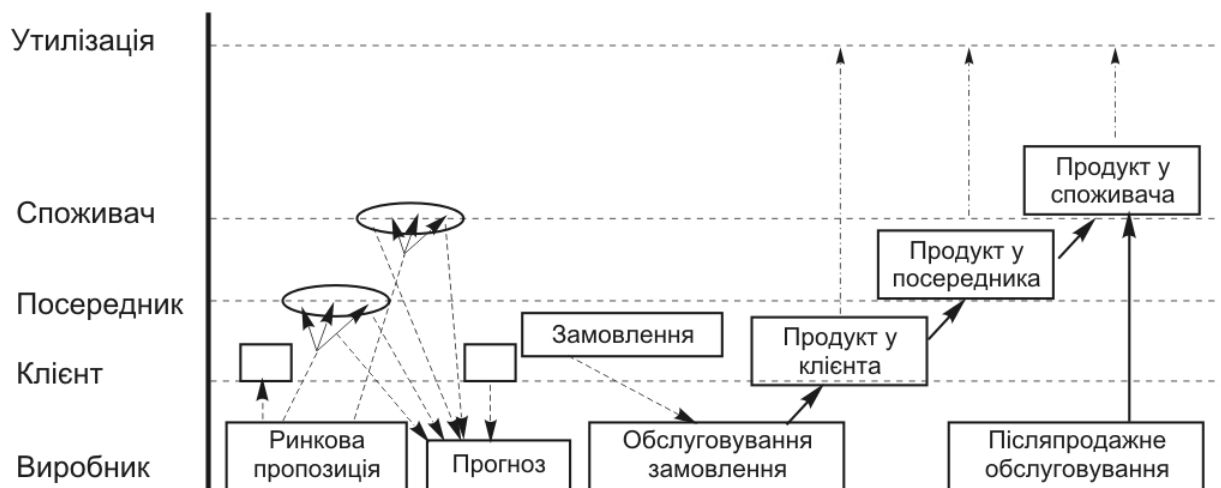 Утилізація
Споживач
Посередник
Клієнт
Виробник
Ринкова
пропозиція
Прогноз
Замовлення
Обслуговування
замовлення
Продукт у
клієнта
Продукт у
посередника
Продукт у
споживача
Післяпродажне
обслуговування